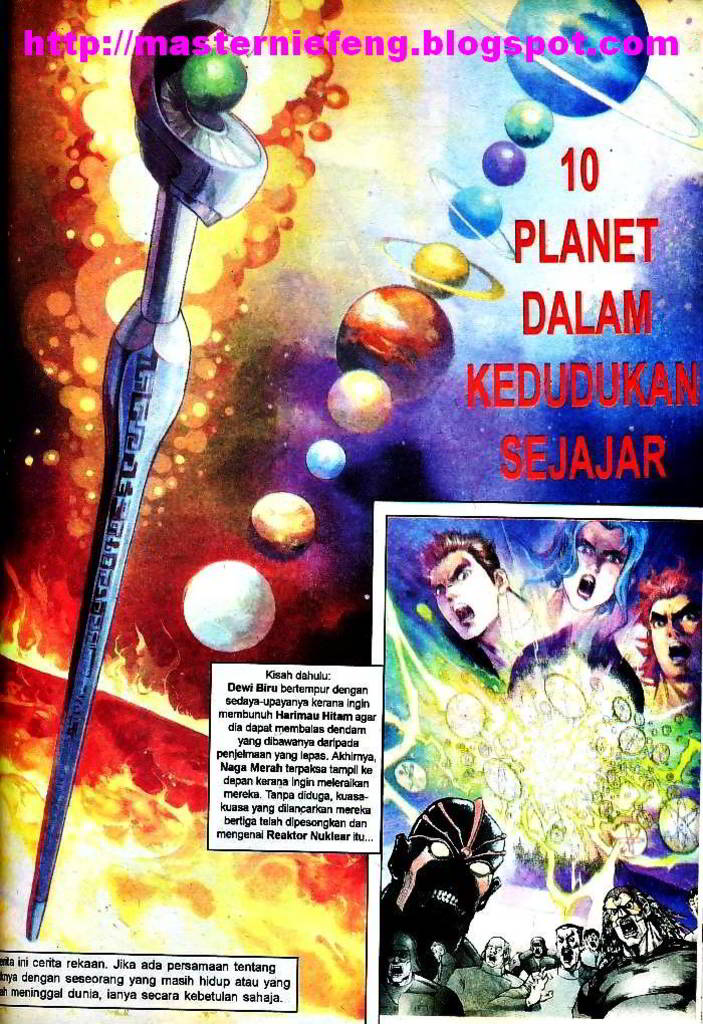 http://masterniefeng.blogspot.com
10
PLANET
DALAM
KEDUDUKAN
SEJAJAR
Kisah dahulu:
Dewi Biru bertempur dengan
sedaya-upayanya kerana ingin
membunuh Harimau Hitam agar
dia dapat membalas dendam
yang dibawanya daripada
penjelmaan yang lepas. Akhirnya,
Naga Merah terpaksa tampil ke
depan kerana ingin meleraikan
mereka. Tanpa diduga, kuasa-
kuasa yang dilancarkan mereka
bertiga telah dipesongkan dan
mengenai Reaktor Nuklear itu...
ini cerita rekaan. Jika ada persamaan tentang
dengan seseorang yang masih hidup atau yang
meninggal dunia, ianya secara kebetulan sahaja.